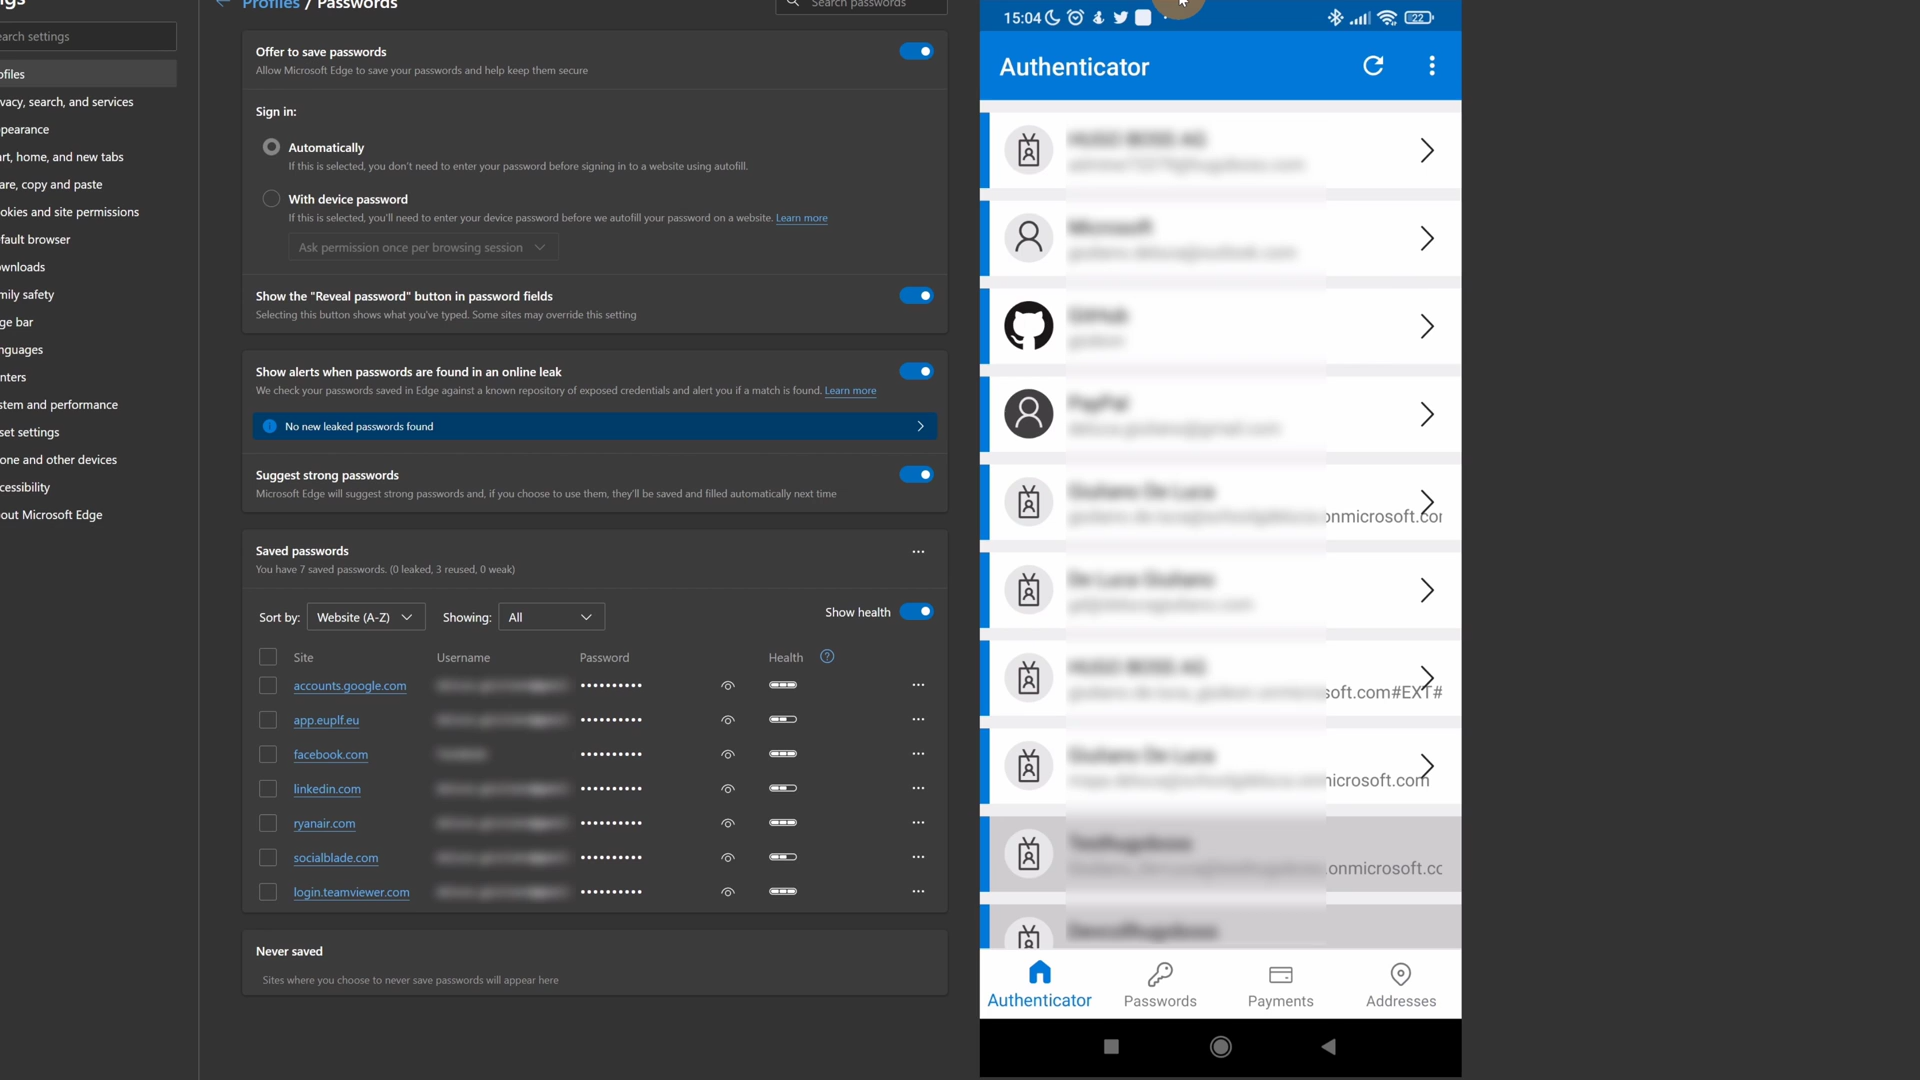 ngs
earch settings
ofiles
vacy, search, and services
pearance
art, home, and new tabs
are, copy and paste
okies and site permissions
fault browser
wnloads
mily safety
ge bar
nguages
nters
stem and performance
set settings
one and other devices
cessibility
out Microsoft Edge
Profiles / Passwords
Search passwords
Offer to save passwords
Allow Microsoft Edge to save your passwords and help keep them secure
Sign in:
Automatically
If this is selected, you don't need to enter your password before signing in to a website using autofill.
With device password
If this is selected, you'll need to enter your device password before we autofill your password on a website. Learn more
Ask permission once per browsing session
Show the "Reveal password" button in password fields
Selecting this button shows what you've typed. Some sites may override this setting
Show alerts when passwords are found in an online leak
We check your passwords saved in Edge against a known repository of exposed credentials and alert you if a match is found. Learn more
No new leaked passwords found
Suggest strong passwords
Microsoft Edge will suggest strong passwords and, if you choose to use them, they'll be saved and filled automatically next time
Saved passwords
You have 7 saved passwords. (0 leaked, 3 reused, 0 weak)
Sort by: Website (A-Z) Showing: All Show health
Site Username Password Health
accounts.google.com
app.euplf.eu
facebook.com
linkedin.com
ryanair.com
socialblade.com
login.teamviewer.com
Never saved
Sites where you choose to never save passwords will appear here
15:04 22
Authenticator
onmicrosoft.cor
soft.com#EXT#
microsoft.com
.onmicrosoft.cc
Authenticator Passwords Payments Addresses